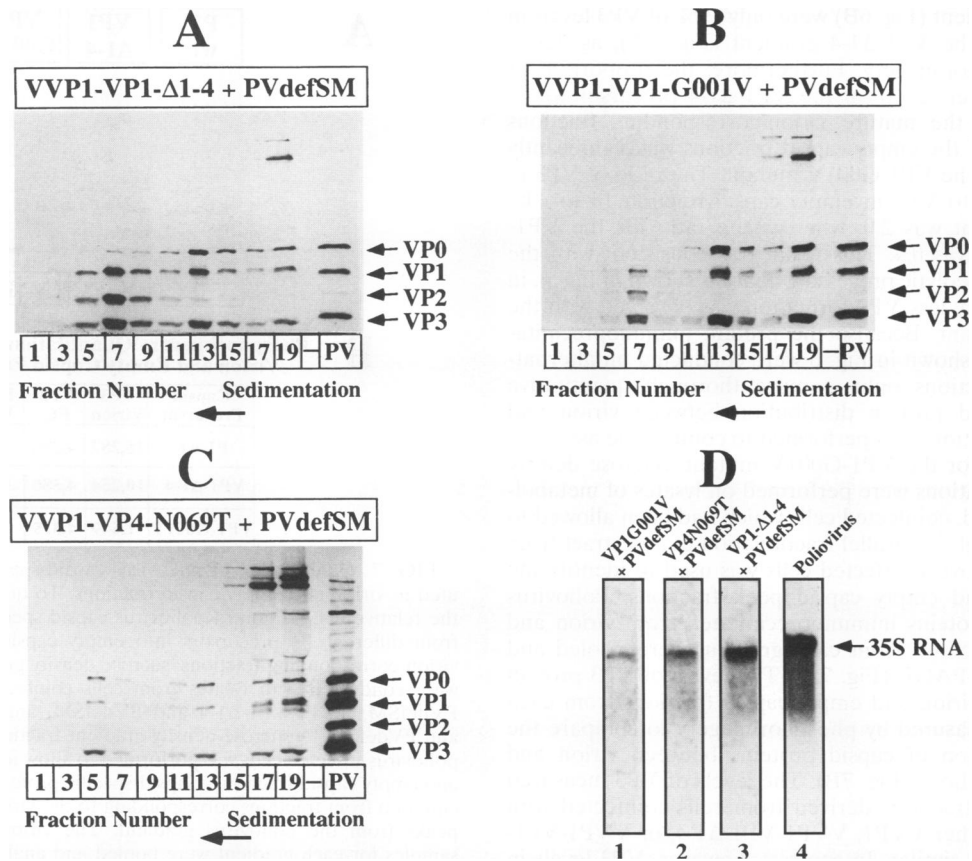 A
VVP1-VP1-Δ1-4 + PVdefSM
VP0
VP1
VP2
VP3
1 3 5 7 9 11 13 15 17 19 – PV
Fraction Number Sedimentation
B
VVP1-VP1-G001V + PVdefSM
VP0
VP1
VP2
VP3
1 3 5 7 9 11 13 15 17 19 – PV
Fraction Number Sedimentation
C
VVP1-VP4-N069T + PVdefSM
VP0
VP1
VP2
VP3
1 3 5 7 9 11 13 15 17 19 – PV
Fraction Number Sedimentation
D
VP1G001V
+ PVdefSM
VP4N069T
+ PVdefSM
VP1-Δ1-4
+ PVdefSM
Poliovirus
35S RNA
1 2 3 4